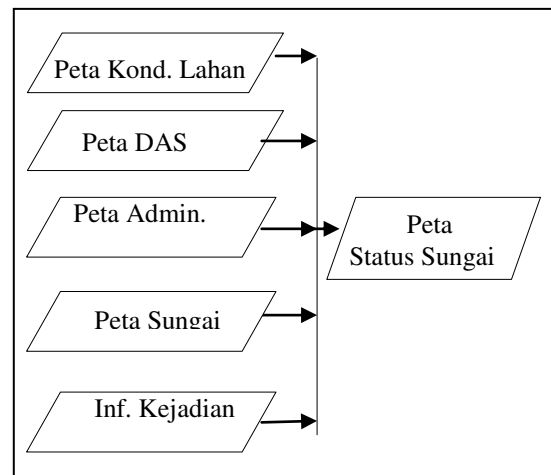 Peta Kond. Lahan
Peta DAS
Peta Admin.
Peta Sungai
Inf. Kejadian
Peta
Status Sungai